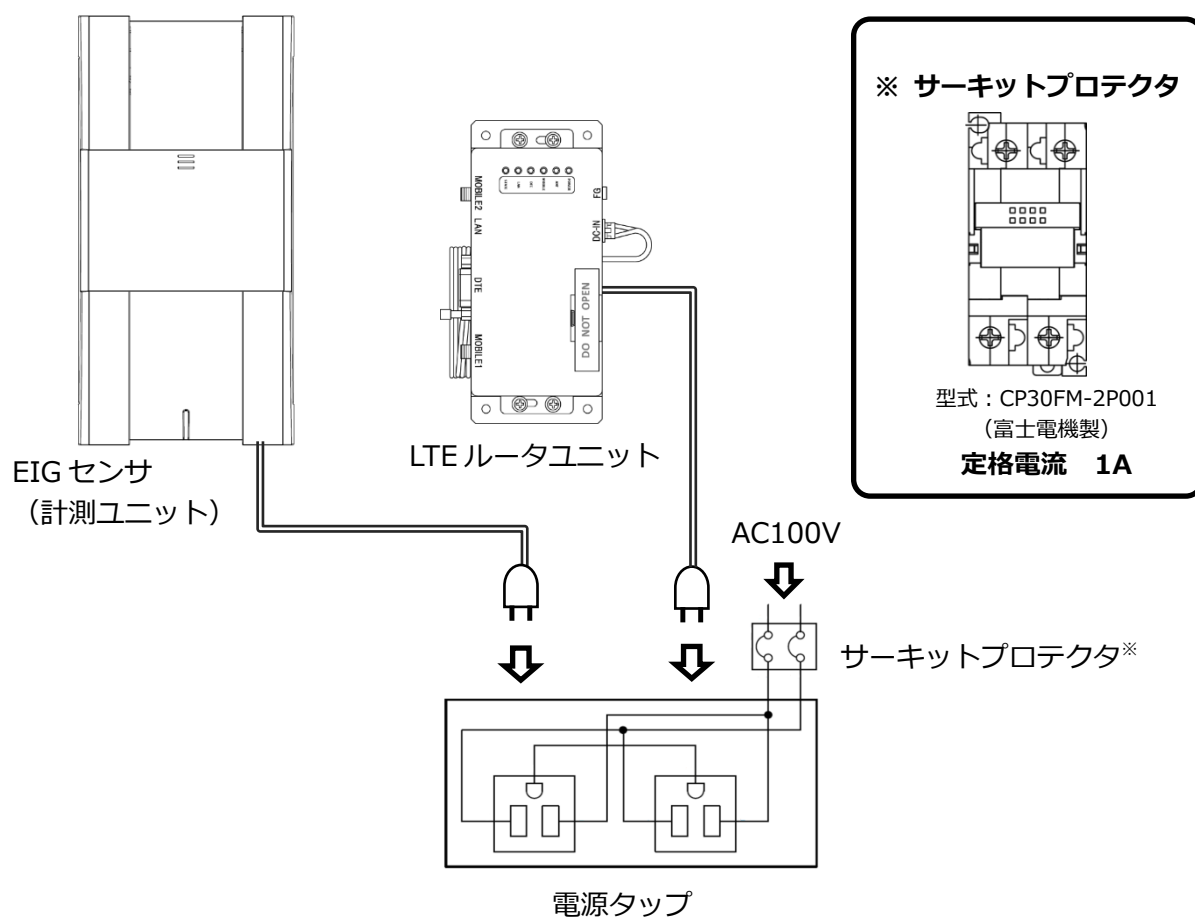 ※ サーキットプロテクタ
型式：CP30FM-2P001
（富士電機製）
定格電流　1A
MOBILE2
LAN
DTE
MOBILE1
FG
DC-IN
DO NOT OPEN
LTE ルータユニット
EIG センサ
（計測ユニット）
AC100V
サーキットプロテクタ※
電源タップ